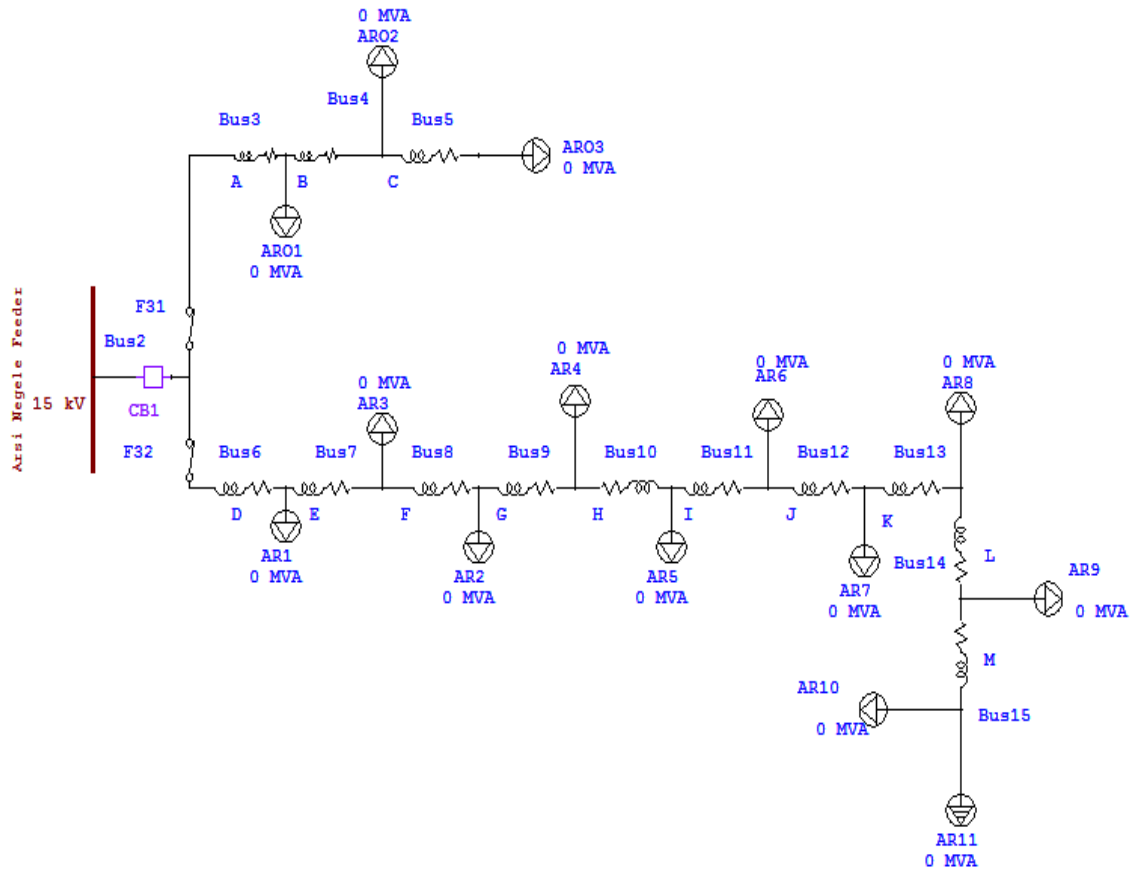 0 MVA
ARO2
Bus4
Bus3
Bus5
ARO3
0 MVA
A
B
C
ARO1
0 MVA
Arsi Negele Feeder
15 kV
F31
Bus2
CB1
F32
0 MVA
AR3
0 MVA
AR4
0 MVA
AR6
0 MVA
AR8
Bus6
Bus7
Bus8
Bus9
Bus10
Bus11
Bus12
Bus13
D
E
F
G
H
I
J
K
AR1
0 MVA
AR2
0 MVA
AR5
0 MVA
AR7
0 MVA
Bus14
L
AR9
0 MVA
M
AR10
0 MVA
Bus15
AR11
0 MVA